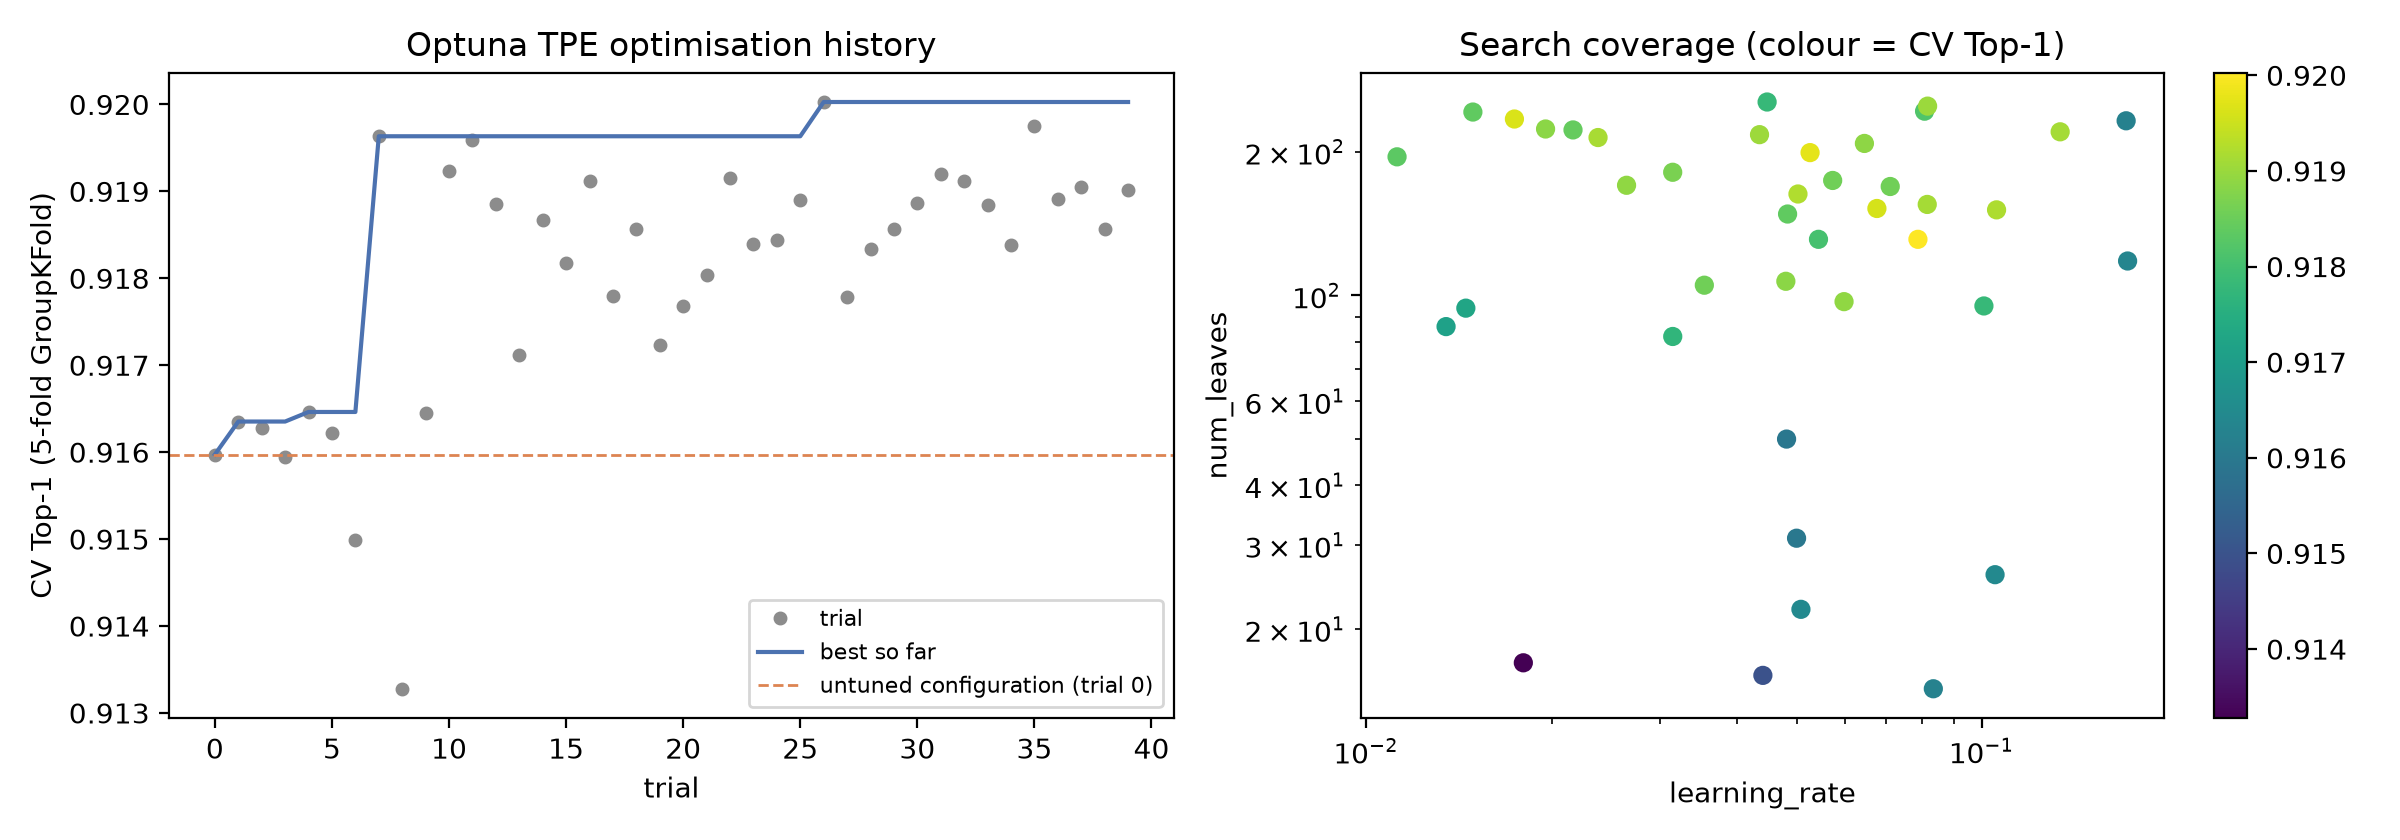 Optuna TPE optimisation history
0.920
0.919
0.918
0.917
0.916
0.915
0.914
0.913
CV Top-1 (5-fold GroupKFold)
trial
best so far
untuned configuration (trial 0)
0 5 10 15 20 25 30 35 40
trial
Search coverage (colour = CV Top-1)
2 × 10²
10²
6 × 10¹
4 × 10¹
3 × 10¹
2 × 10¹
num_leaves
10⁻² 10⁻¹
learning_rate
0.920
0.919
0.918
0.917
0.916
0.915
0.914